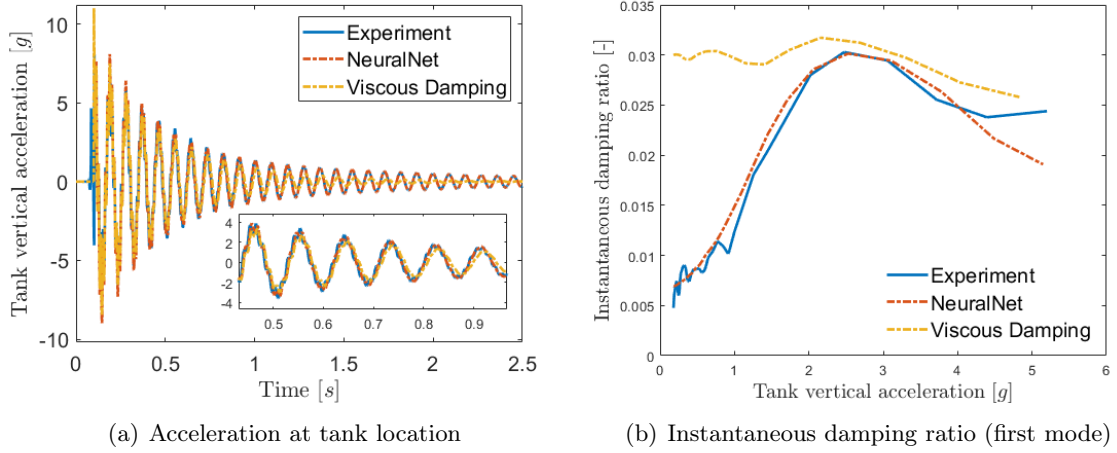 Tank vertical acceleration [g]
10
5
0
-5
-10
Experiment
NeuralNet
Viscous Damping
4
2
0
-2
-4
0.5 0.6 0.7 0.8 0.9
0 0.5 1 1.5 2 2.5
Time [s]
(a) Acceleration at tank location
Instantaneous damping ratio [-]
0.035
0.03
0.025
0.02
0.015
0.01
0.005
0
Experiment
NeuralNet
Viscous Damping
0 1 2 3 4 5 6
Tank vertical acceleration [g]
(b) Instantaneous damping ratio (first mode)